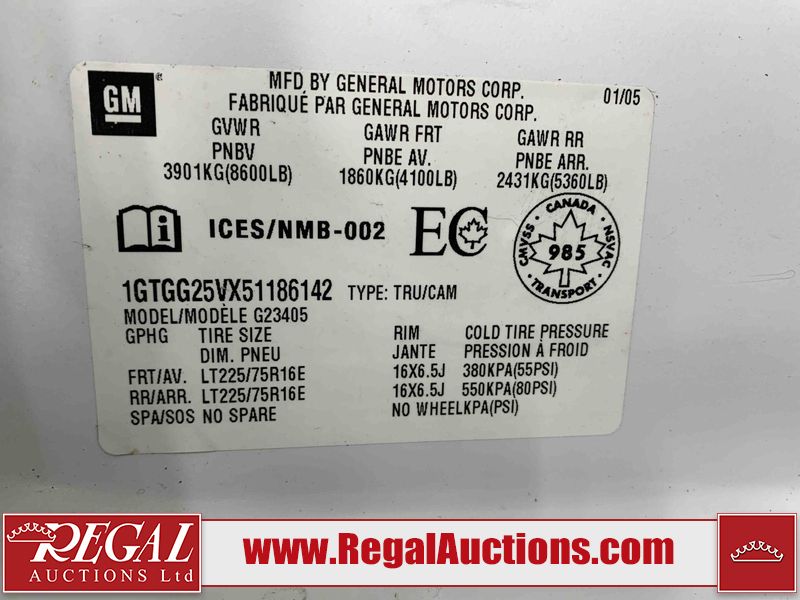 GM
MFD BY GENERAL MOTORS CORP. 01/05
FABRIQUÉ PAR GENERAL MOTORS CORP.
GVWR GAWR FRT GAWR RR
PNBV PNBE AV. PNBE ARR.
3901KG(8600LB) 1860KG(4100LB) 2431KG(5360LB)
ICES/NMB-002 EC
CANADA
CMVSS 985 NSVAC
TRANSPORT
1GTGG25VX51186142 TYPE: TRU/CAM
MODEL/MODÈLE G23405
GPHG TIRE SIZE RIM COLD TIRE PRESSURE
DIM. PNEU JANTE PRESSION À FROID
FRT/AV. LT225/75R16E 16X6.5J 380KPA(55PSI)
RR/ARR. LT225/75R16E 16X6.5J 550KPA(80PSI)
SPA/SOS NO SPARE NO WHEELKPA(PSI)
REGAL
AUCTIONS Ltd
www.RegalAuctions.com